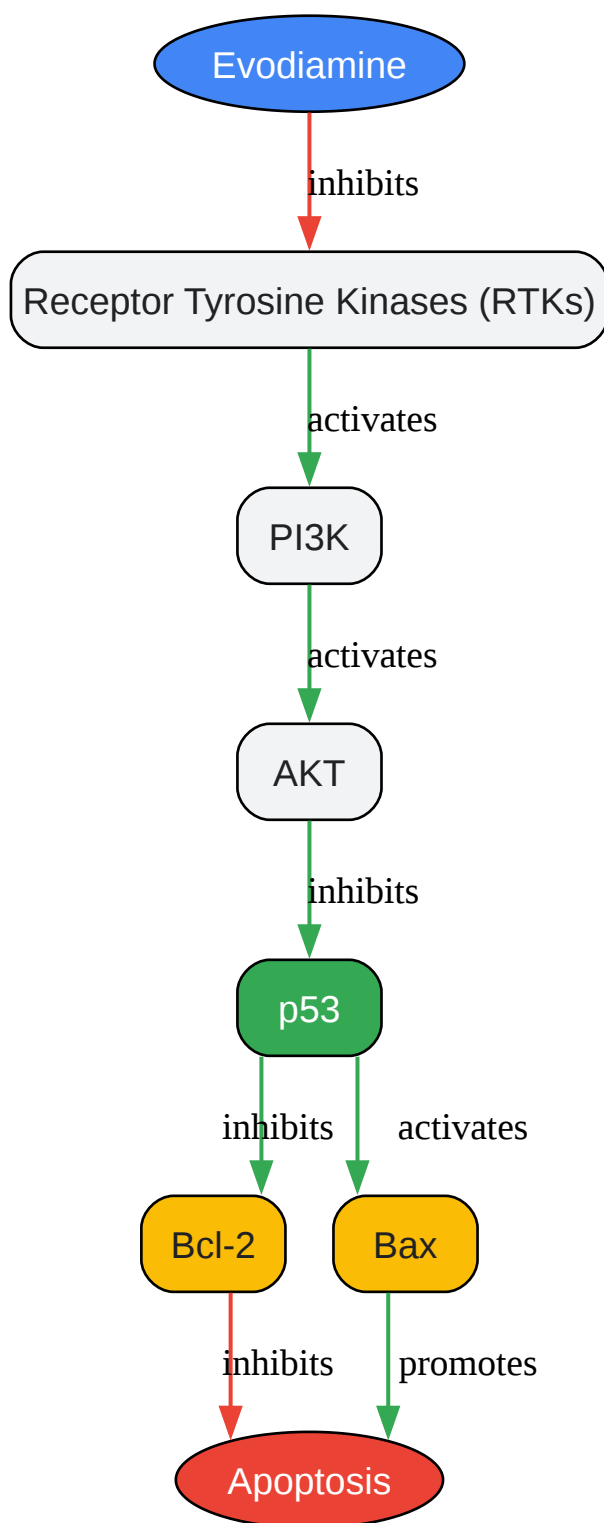 Evodiamine
inhibits
Receptor Tyrosine Kinases (RTKs)
activates
PI3K
activates
AKT
inhibits
p53
inhibits
activates
Bcl-2
Bax
inhibits
promotes
Apoptosis